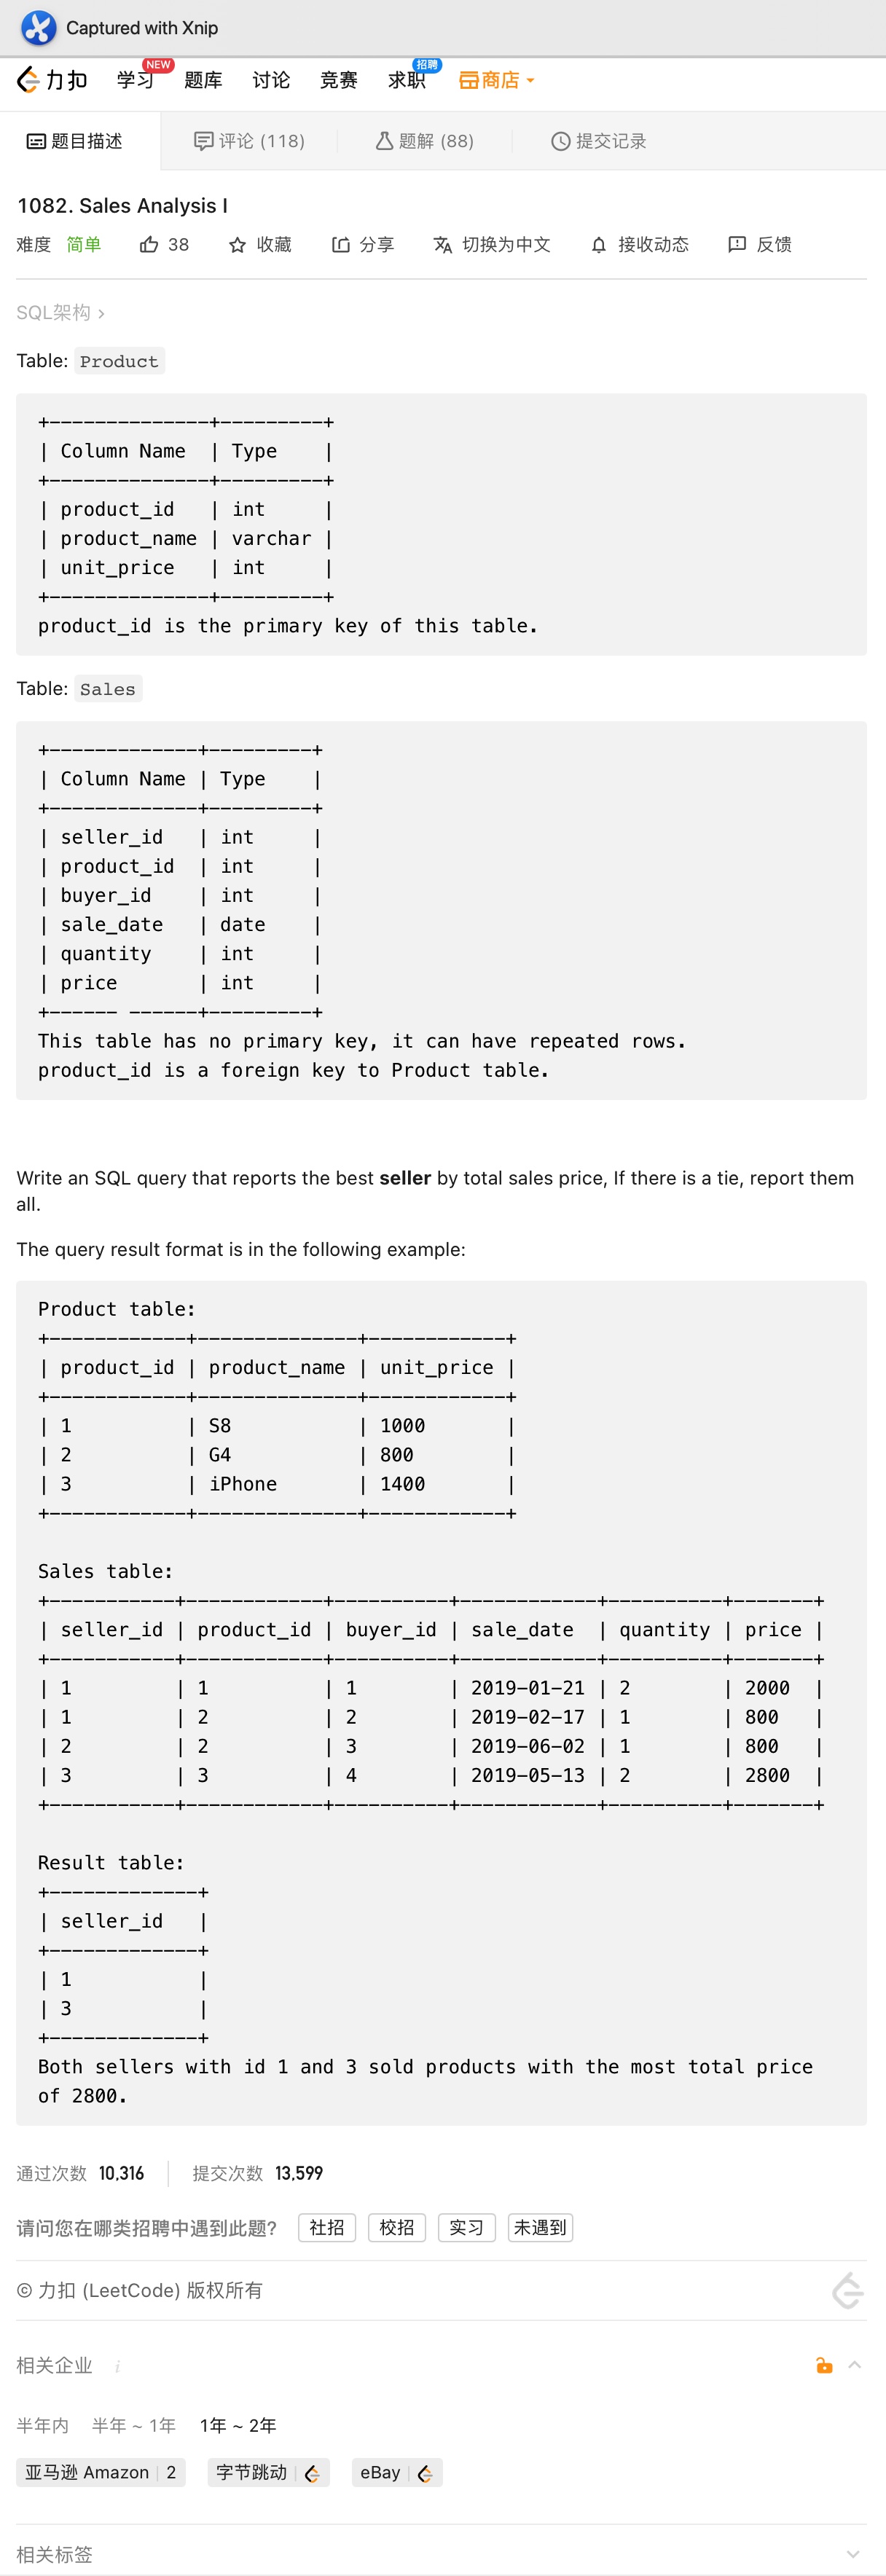 Captured with Xnip
力扣 学习 NEW 题库 讨论 竞赛 求职 招聘 商店
题目描述 评论 (118) 题解 (88) 提交记录
1082. Sales Analysis I
难度 简单 38 收藏 分享 切换为中文 接收动态 反馈
SQL架构 ›
Table: Product
+--------------+---------+
| Column Name  | Type    |
+--------------+---------+
| product_id   | int     |
| product_name | varchar |
| unit_price   | int     |
+--------------+---------+
product_id is the primary key of this table.
Table: Sales
+-------------+---------+
| Column Name | Type    |
+-------------+---------+
| seller_id   | int     |
| product_id  | int     |
| buyer_id    | int     |
| sale_date   | date    |
| quantity    | int     |
| price       | int     |
+------ ------+---------+
This table has no primary key, it can have repeated rows.
product_id is a foreign key to Product table.
Write an SQL query that reports the best seller by total sales price, If there is a tie, report them
all.
The query result format is in the following example:
Product table:
+------------+--------------+------------+
| product_id | product_name | unit_price |
+------------+--------------+------------+
| 1          | S8           | 1000       |
| 2          | G4           | 800        |
| 3          | iPhone       | 1400       |
+------------+--------------+------------+
Sales table:
+-----------+------------+----------+------------+----------+-------+
| seller_id | product_id | buyer_id | sale_date  | quantity | price |
+-----------+------------+----------+------------+----------+-------+
| 1         | 1          | 1        | 2019-01-21 | 2        | 2000  |
| 1         | 2          | 2        | 2019-02-17 | 1        | 800   |
| 2         | 2          | 3        | 2019-06-02 | 1        | 800   |
| 3         | 3          | 4        | 2019-05-13 | 2        | 2800  |
+-----------+------------+----------+------------+----------+-------+
Result table:
+-------------+
| seller_id   |
+-------------+
| 1           |
| 3           |
+-------------+
Both sellers with id 1 and 3 sold products with the most total price
of 2800.
通过次数 10,316 提交次数 13,599
请问您在哪类招聘中遇到此题? 社招 校招 实习 未遇到
© 力扣 (LeetCode) 版权所有
相关企业 i
半年内 半年 ~ 1年 1年 ~ 2年
亚马逊 Amazon | 2 字节跳动 | eBay |
相关标签